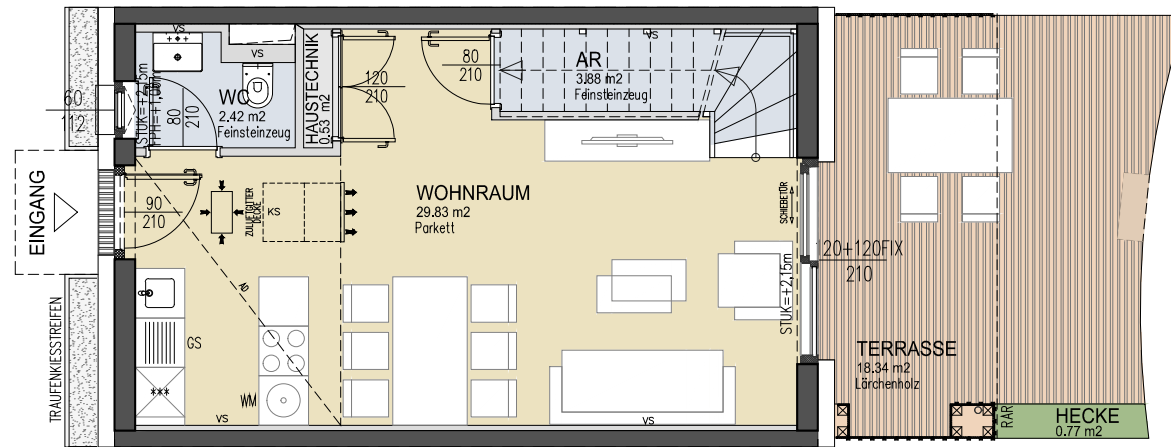 VS
VS
STUK=+2,15m
60
112
80
210
WC
2.42 m2
Feinsteinzeug
HAUSTECHNIK
0.53 m2
120
210
80
210
AR
3.88 m2
Feinsteinzeug
VS
EINGANG
90
210
ZULUFTGITTER
DECKE
KS
WOHNRAUM
29.83 m2
Parkett
SCHIEBETÜR
120+120FIX
210
STUK=+2,15m
AD
TRAUFENKIESSTREIFEN
GS
WM
VS
VS
TERRASSE
18.34 m2
Lärchenholz
RAR
HECKE
0.77 m2